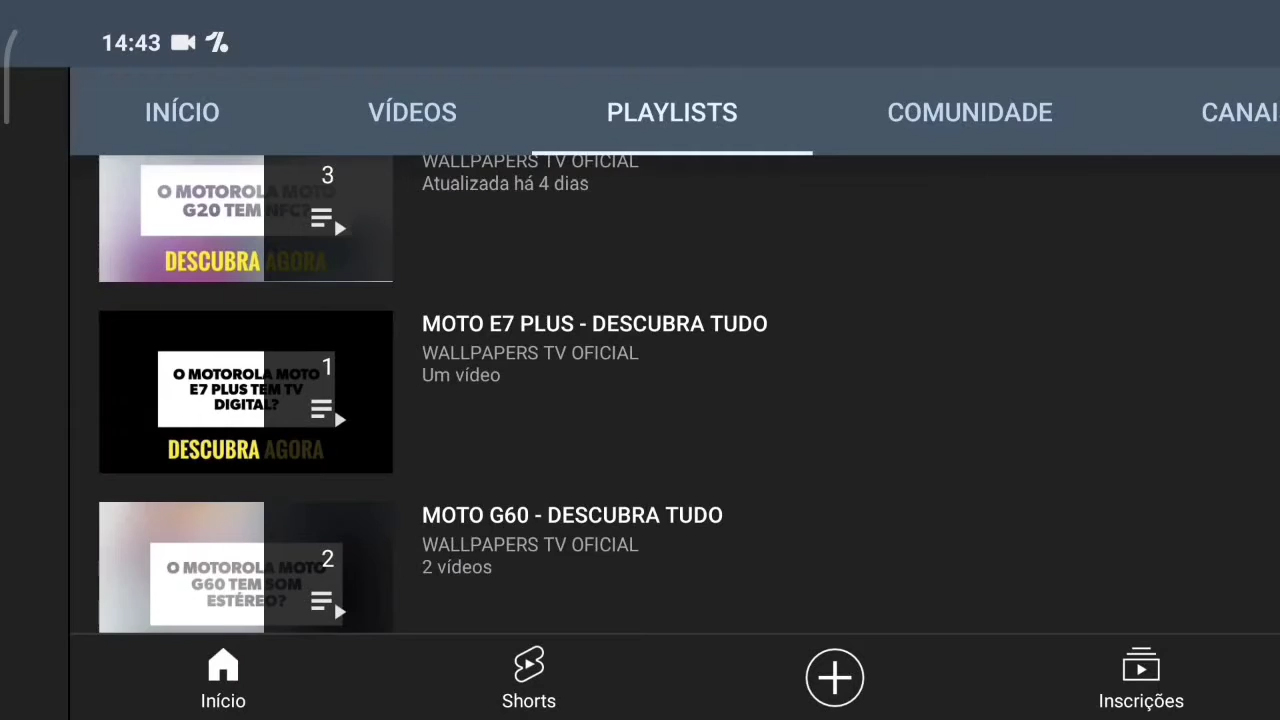 14:43
INÍCIO VÍDEOS PLAYLISTS COMUNIDADE CANAI
WALLPAPERS TV OFICIAL
Atualizada há 4 dias
3
O MOTOROLA MOTO
G20 TEM NFC?
DESCUBRA AGORA
MOTO E7 PLUS - DESCUBRA TUDO
WALLPAPERS TV OFICIAL
Um vídeo
1
O MOTOROLA MOTO
E7 PLUS TEM TV
DIGITAL?
DESCUBRA AGORA
MOTO G60 - DESCUBRA TUDO
WALLPAPERS TV OFICIAL
2 vídeos
2
O MOTOROLA MOTO
G60 TEM SOM
ESTÉREO?
Início Shorts Inscrições